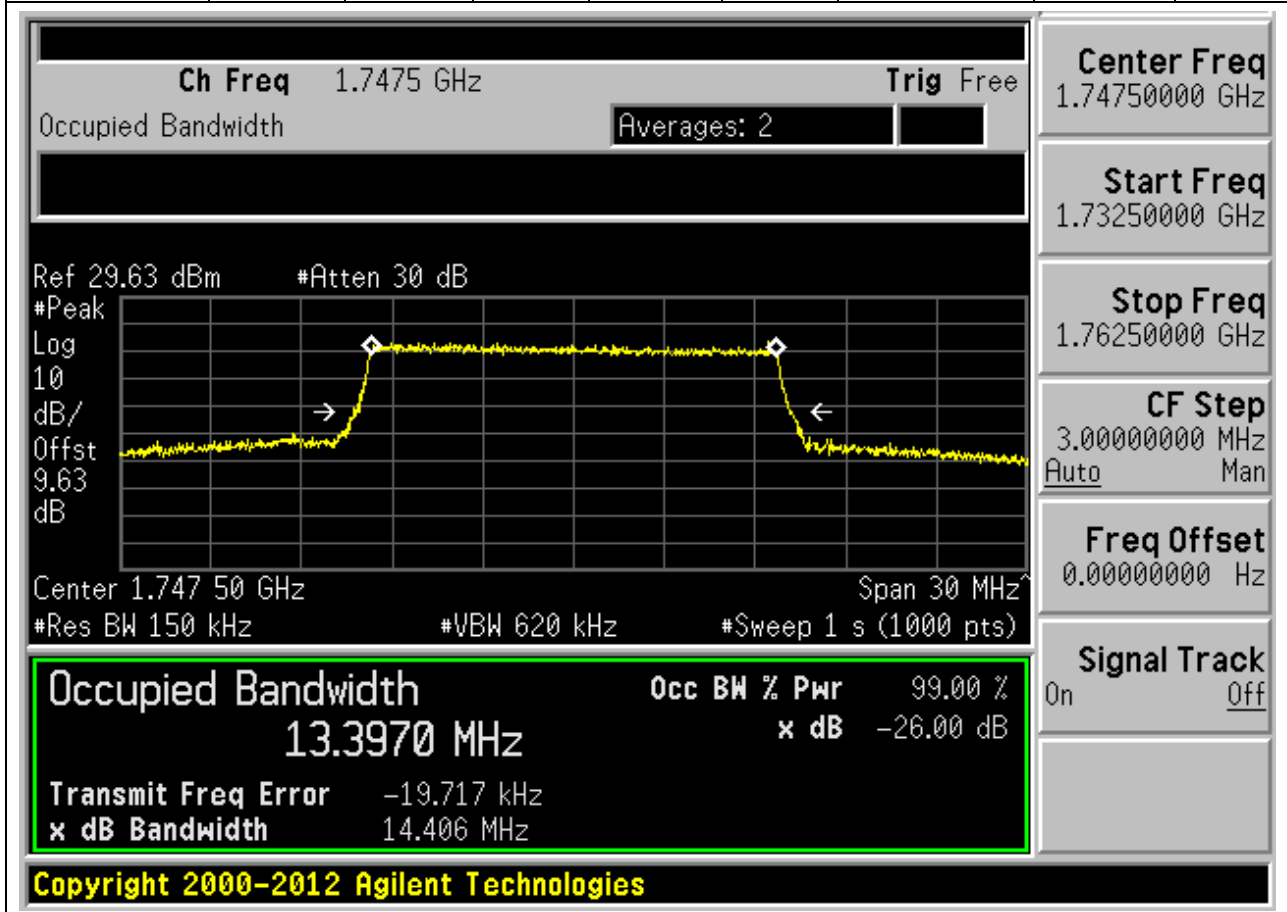 Ch Freq 1.7475 GHz Trig Free
Occupied Bandwidth Averages: 2
Ref 29.63 dBm #Atten 30 dB
#Peak
Log
10
dB/
Offst
9.63
dB
Center 1.747 50 GHz Span 30 MHz^
#Res BW 150 kHz #VBW 620 kHz #Sweep 1 s (1000 pts)
Occupied Bandwidth Occ BW % Pwr 99.00 %
13.3970 MHz x dB -26.00 dB
Transmit Freq Error -19.717 kHz
x dB Bandwidth 14.406 MHz
Center Freq
1.74750000 GHz
Start Freq
1.73250000 GHz
Stop Freq
1.76250000 GHz
CF Step
3.00000000 MHz
Auto Man
Freq Offset
0.00000000 Hz
Signal Track
On Off
Copyright 2000-2012 Agilent Technologies